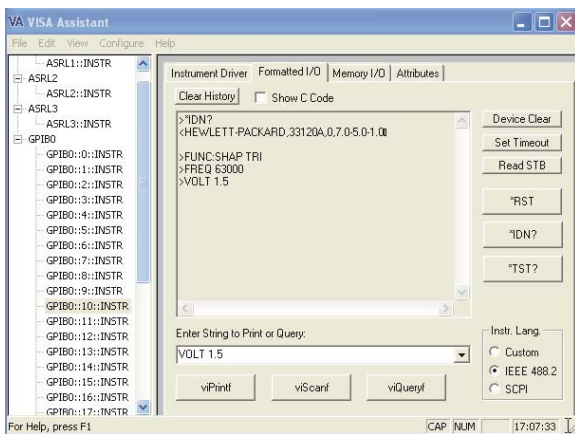 VA VISA Assistant
File Edit View Configure Help
ASRL1::INSTR
ASRL2
ASRL2::INSTR
ASRL3
ASRL3::INSTR
GPIB0
GPIB0::0::INSTR
GPIB0::1::INSTR
GPIB0::2::INSTR
GPIB0::3::INSTR
GPIB0::4::INSTR
GPIB0::5::INSTR
GPIB0::6::INSTR
GPIB0::7::INSTR
GPIB0::8::INSTR
GPIB0::9::INSTR
GPIB0::10::INSTR
GPIB0::11::INSTR
GPIB0::12::INSTR
GPIB0::13::INSTR
GPIB0::14::INSTR
GPIB0::15::INSTR
GPIB0::16::INSTR
GPIB0::17::INSTR
Instrument Driver Formatted I/O Memory I/O Attributes
Clear History Show C Code
>*IDN?
<HEWLETT-PACKARD,33120A,0,7.0-5.0-1.0
>FUNC:SHAP TRI
>FREQ 63000
>VOLT 1.5
Device Clear
Set Timeout
Read STB
*RST
*IDN?
*TST?
Enter String to Print or Query:
VOLT 1.5
viPrintf viScanf viQueryf
Instr. Lang.
Custom
IEEE 488.2
SCPI
For Help, press F1
CAP NUM 17:07:33